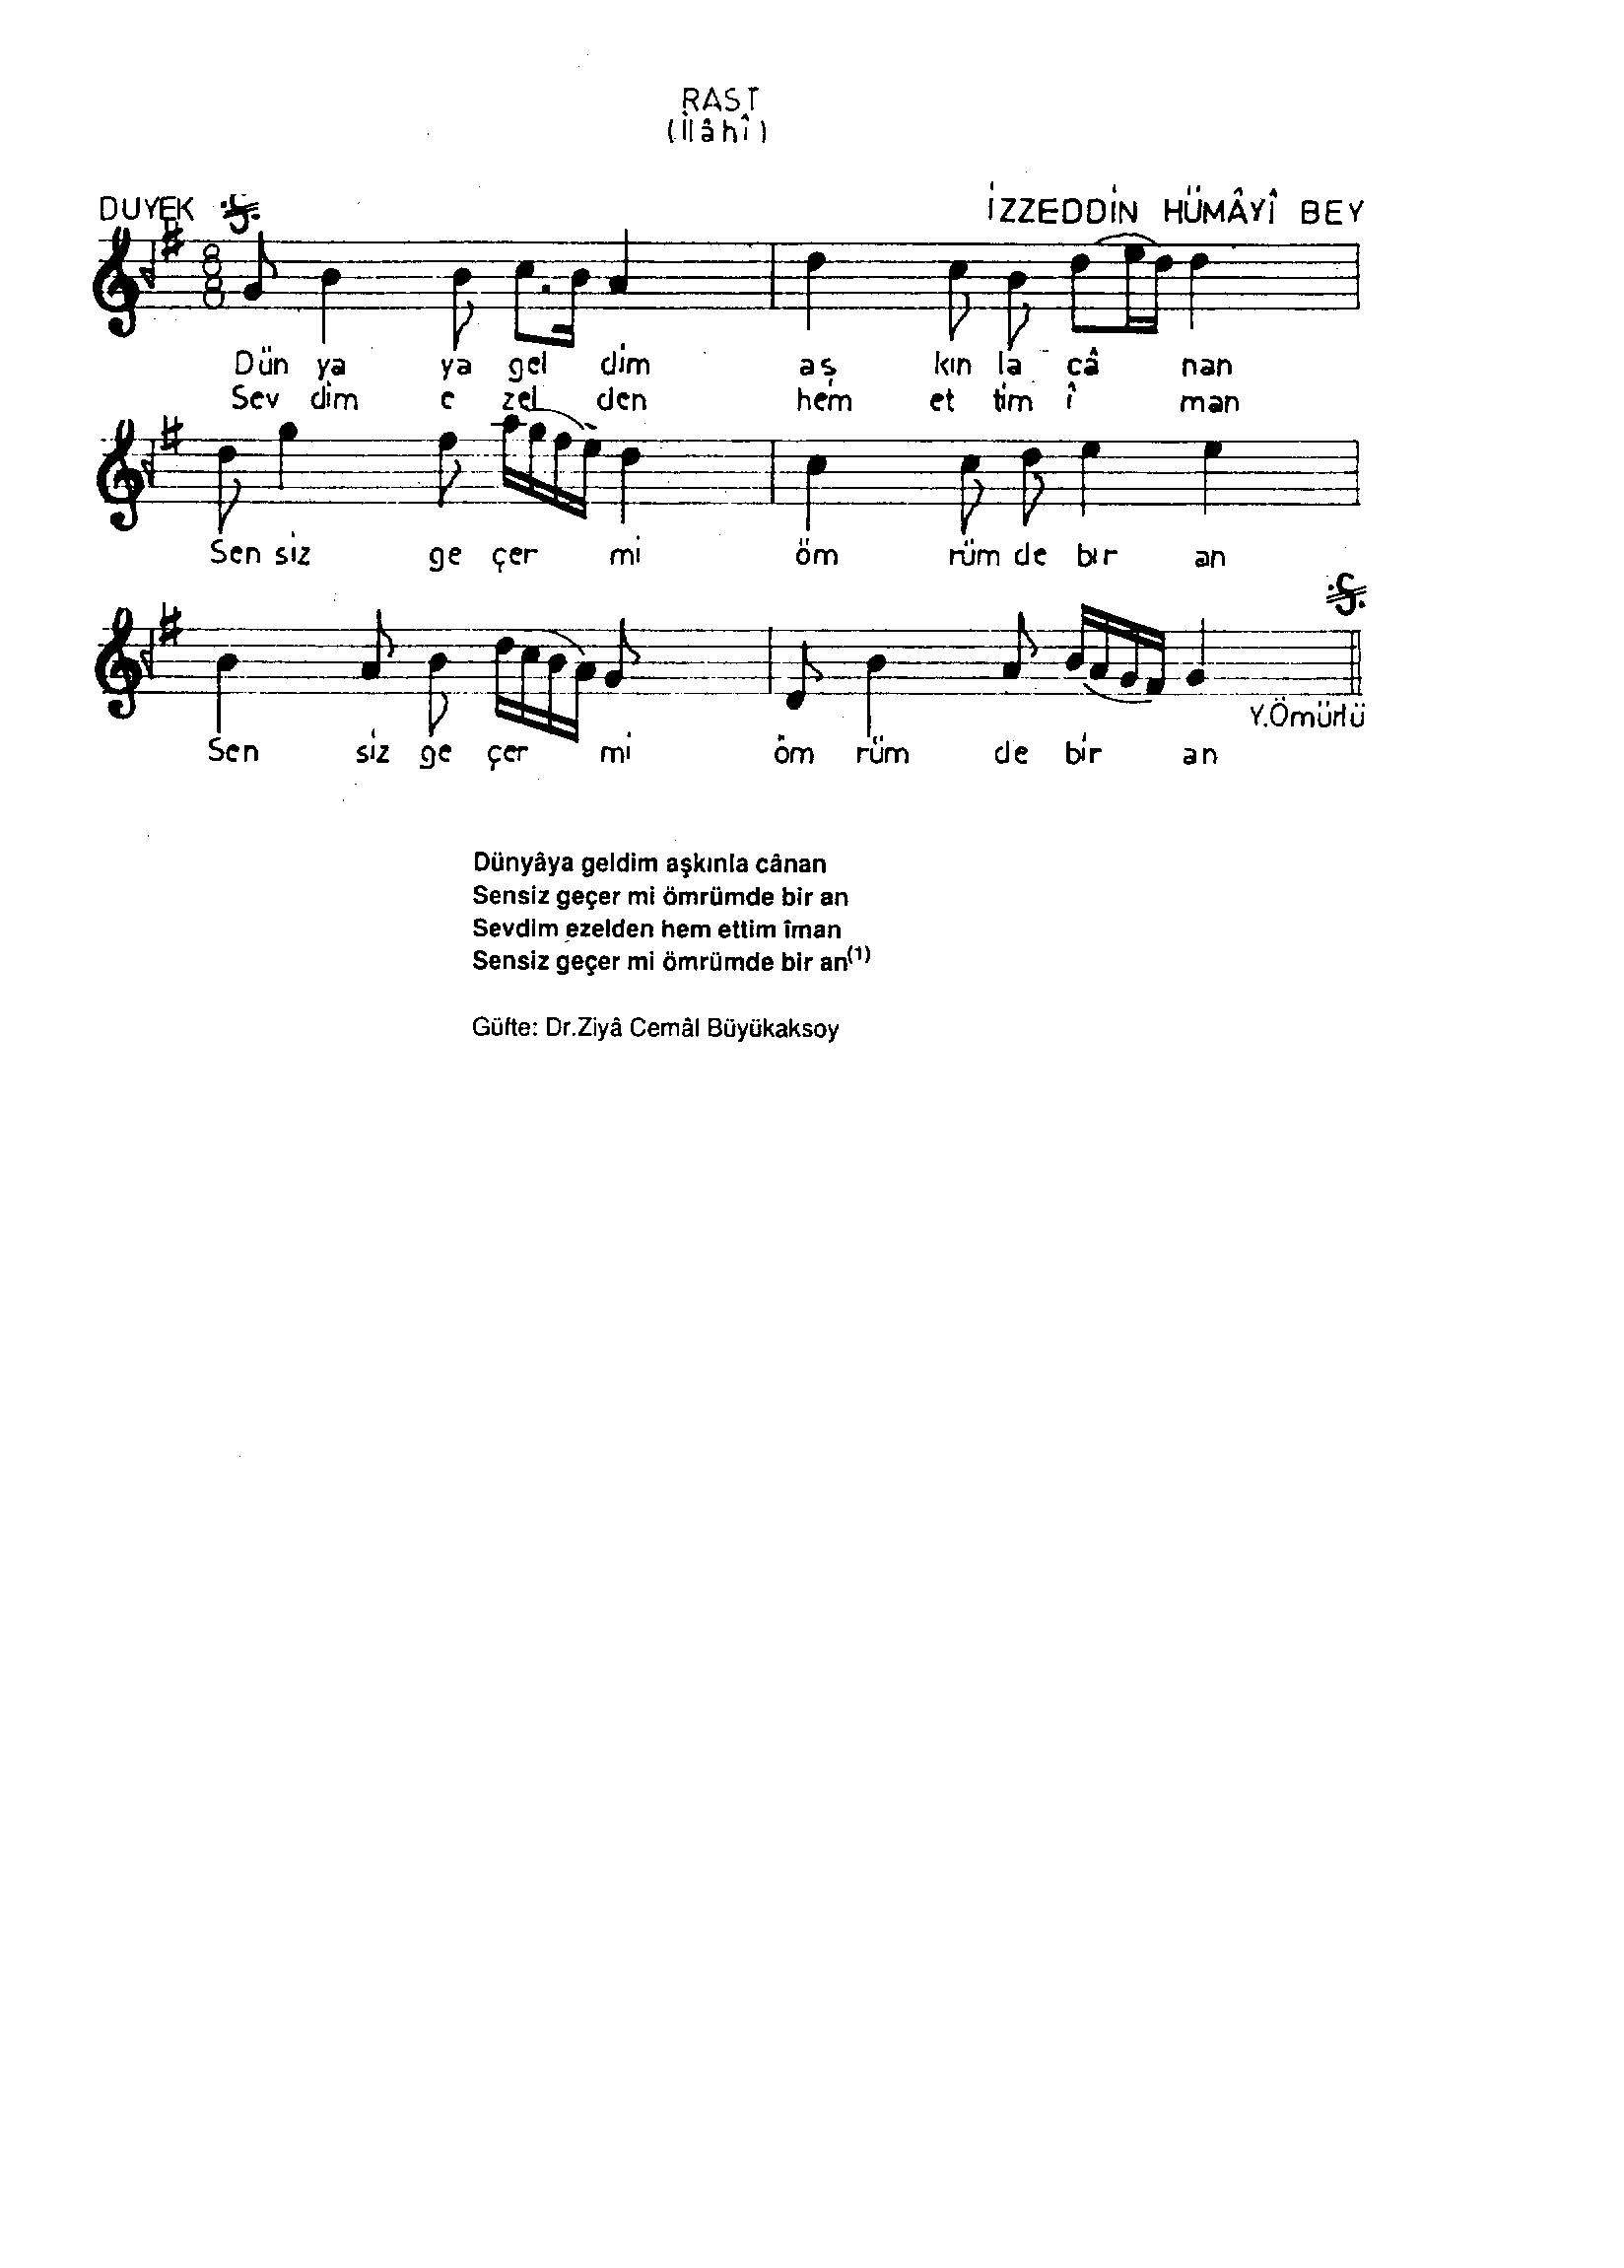 RAST
(İlâhî)
DUYEK
İZZEDDİN HÜMÂYÎ BEY
8
8
Dün ya ya gel dim aş kın la câ nan
Sev dim e zel den hem et tim î man
Sen siz ge çer mi öm rüm de bır an
Sen siz ge çer mi öm rüm de bir an
Y.Ömürlü
Dünyâya geldim aşkınla cânan
Sensiz geçer mi ömrümde bir an
Sevdim ezelden hem ettim îman
Sensiz geçer mi ömrümde bir an(1)
Güfte: Dr.Ziyâ Cemâl Büyükaksoy